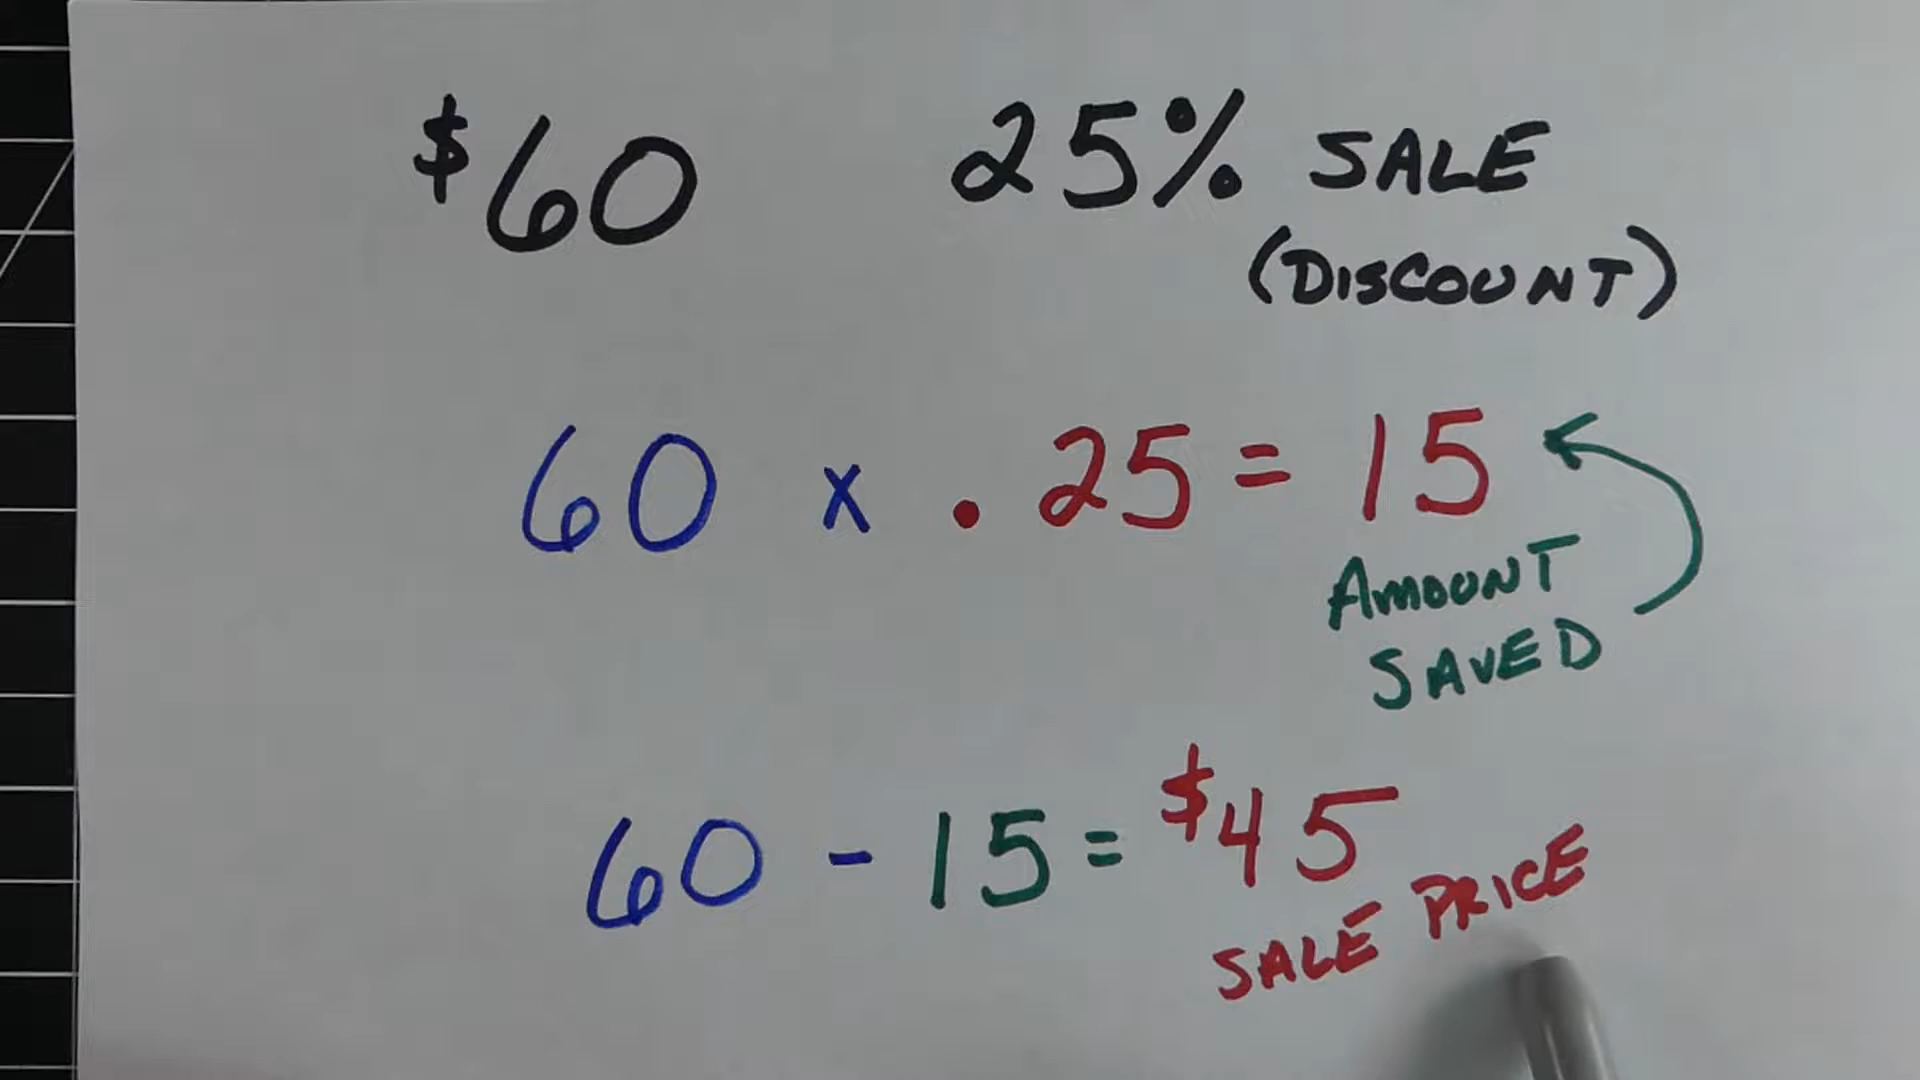 $60 25% SALE
(DISCOUNT)
60 x .25 = 15
AMOUNT
SAVED
60 - 15 = $45
SALE PRICE